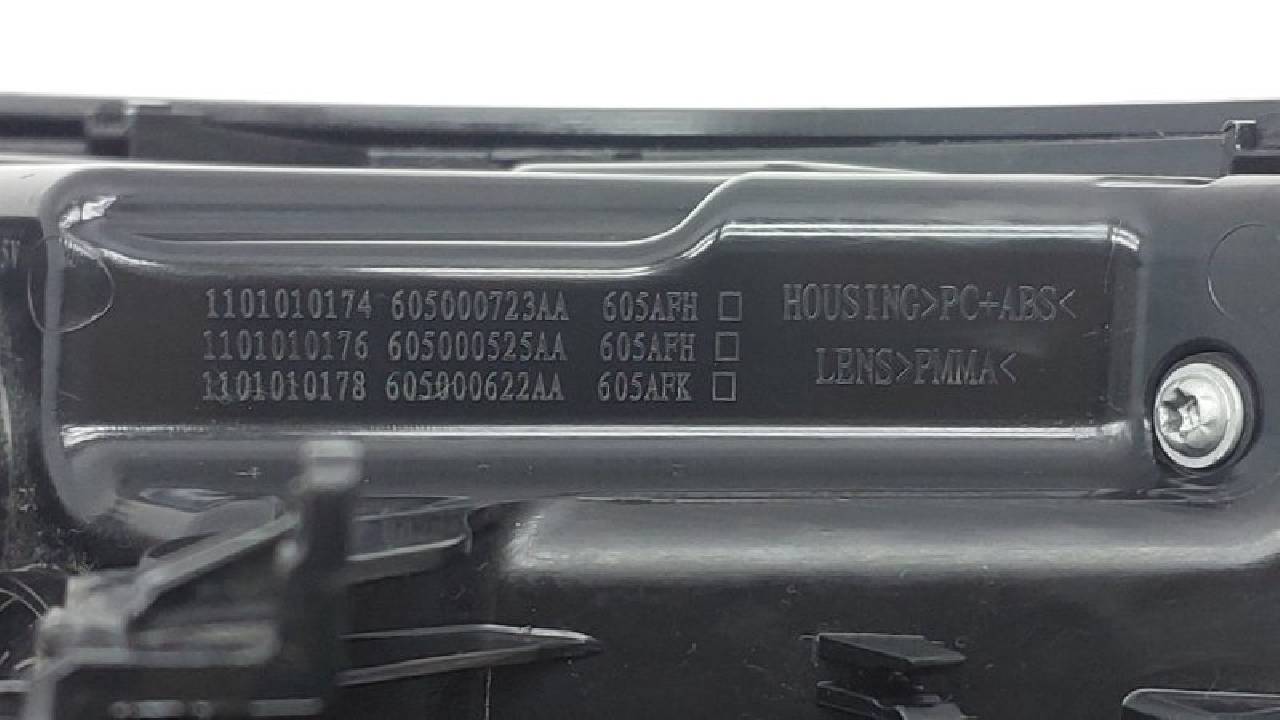 1101010174 605000723AA 605AFH □
1101010176 605000525AA 605AFH □
1101010178 605000622AA 605AFK □
HOUSING>PC+ABS<
LENS>PMMA<